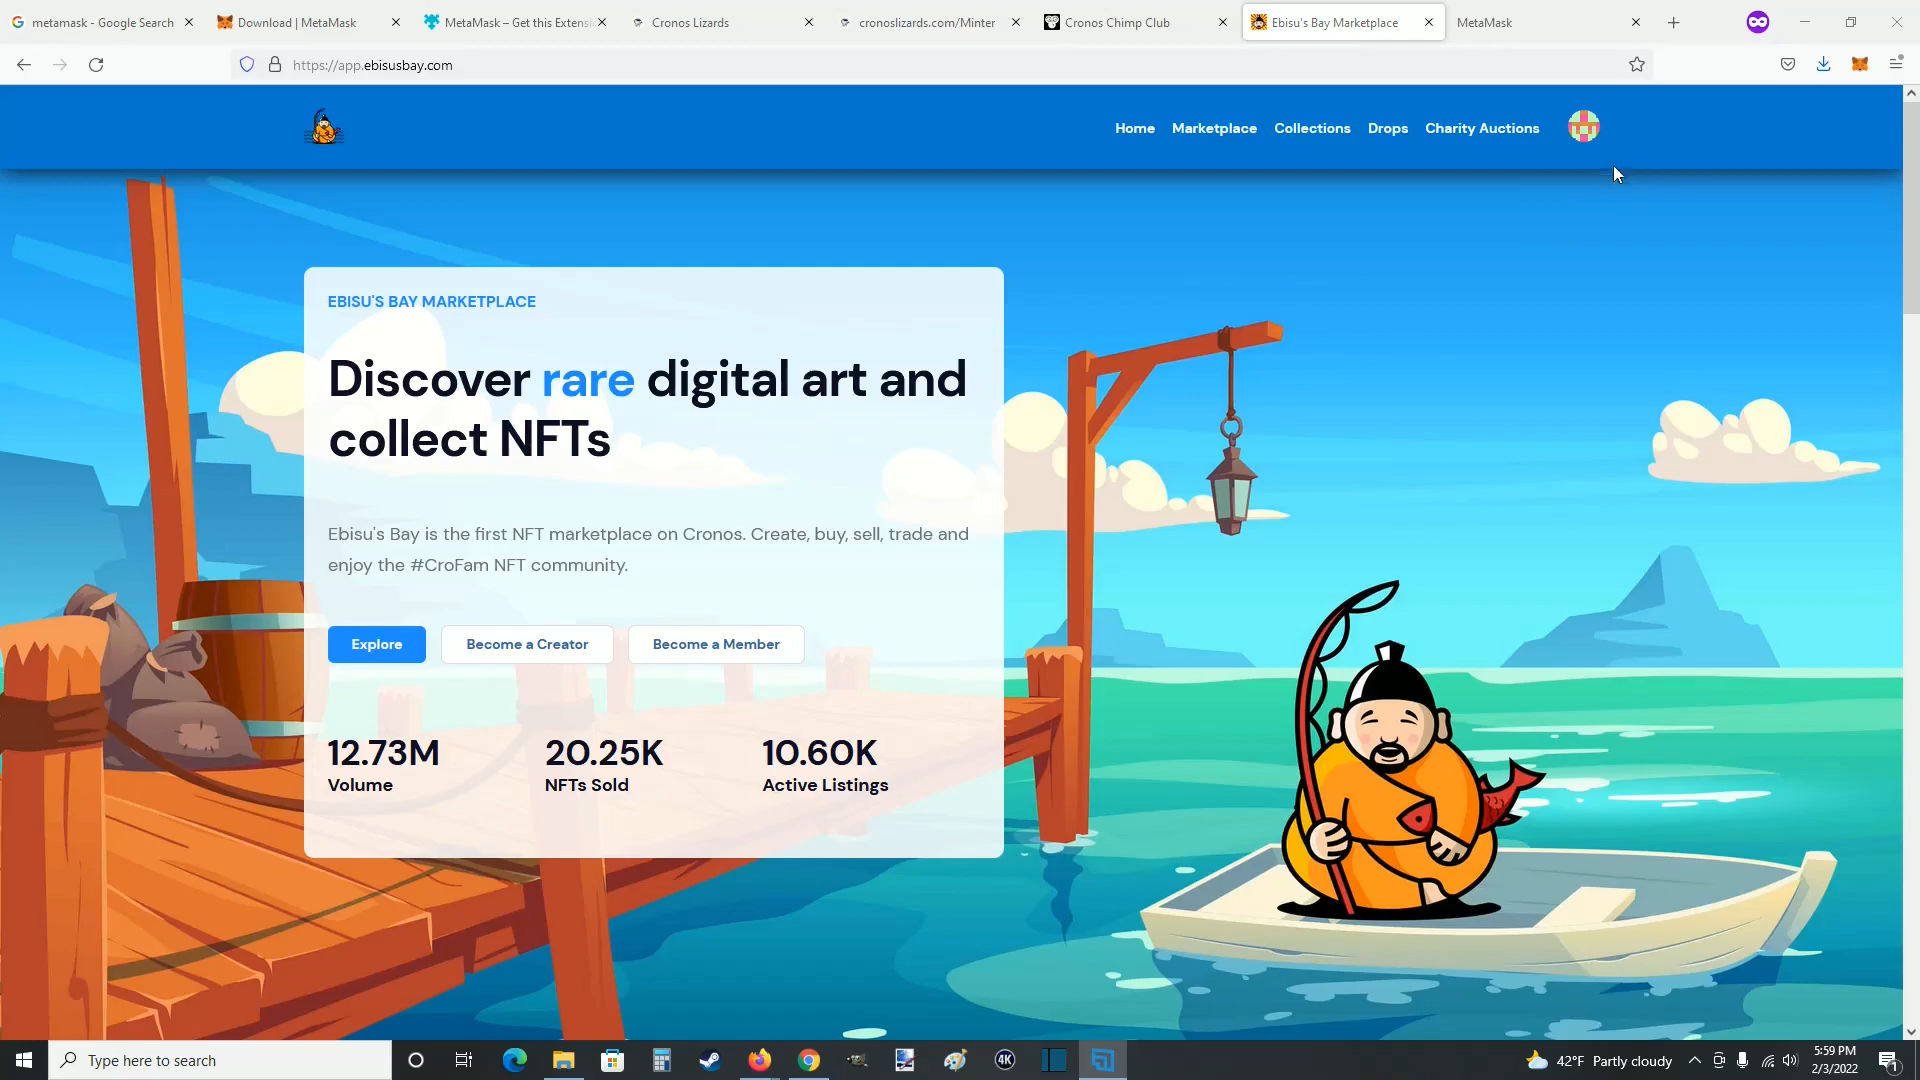 metamask - Google Search
Download | MetaMask
MetaMask – Get this Extensi
Cronos Lizards
cronoslizards.com/Minter
Cronos Chimp Club
Ebisu's Bay Marketplace
MetaMask
https://app.ebisusbay.com
Home
Marketplace
Collections
Drops
Charity Auctions
EBISU'S BAY MARKETPLACE
Discover rare digital art and
collect NFTs
Ebisu's Bay is the first NFT marketplace on Cronos. Create, buy, sell, trade and
enjoy the #CroFam NFT community.
Explore
Become a Creator
Become a Member
12.73M
Volume
20.25K
NFTs Sold
10.60K
Active Listings
Type here to search
4K
42°F Partly cloudy
5:59 PM
2/3/2022
1